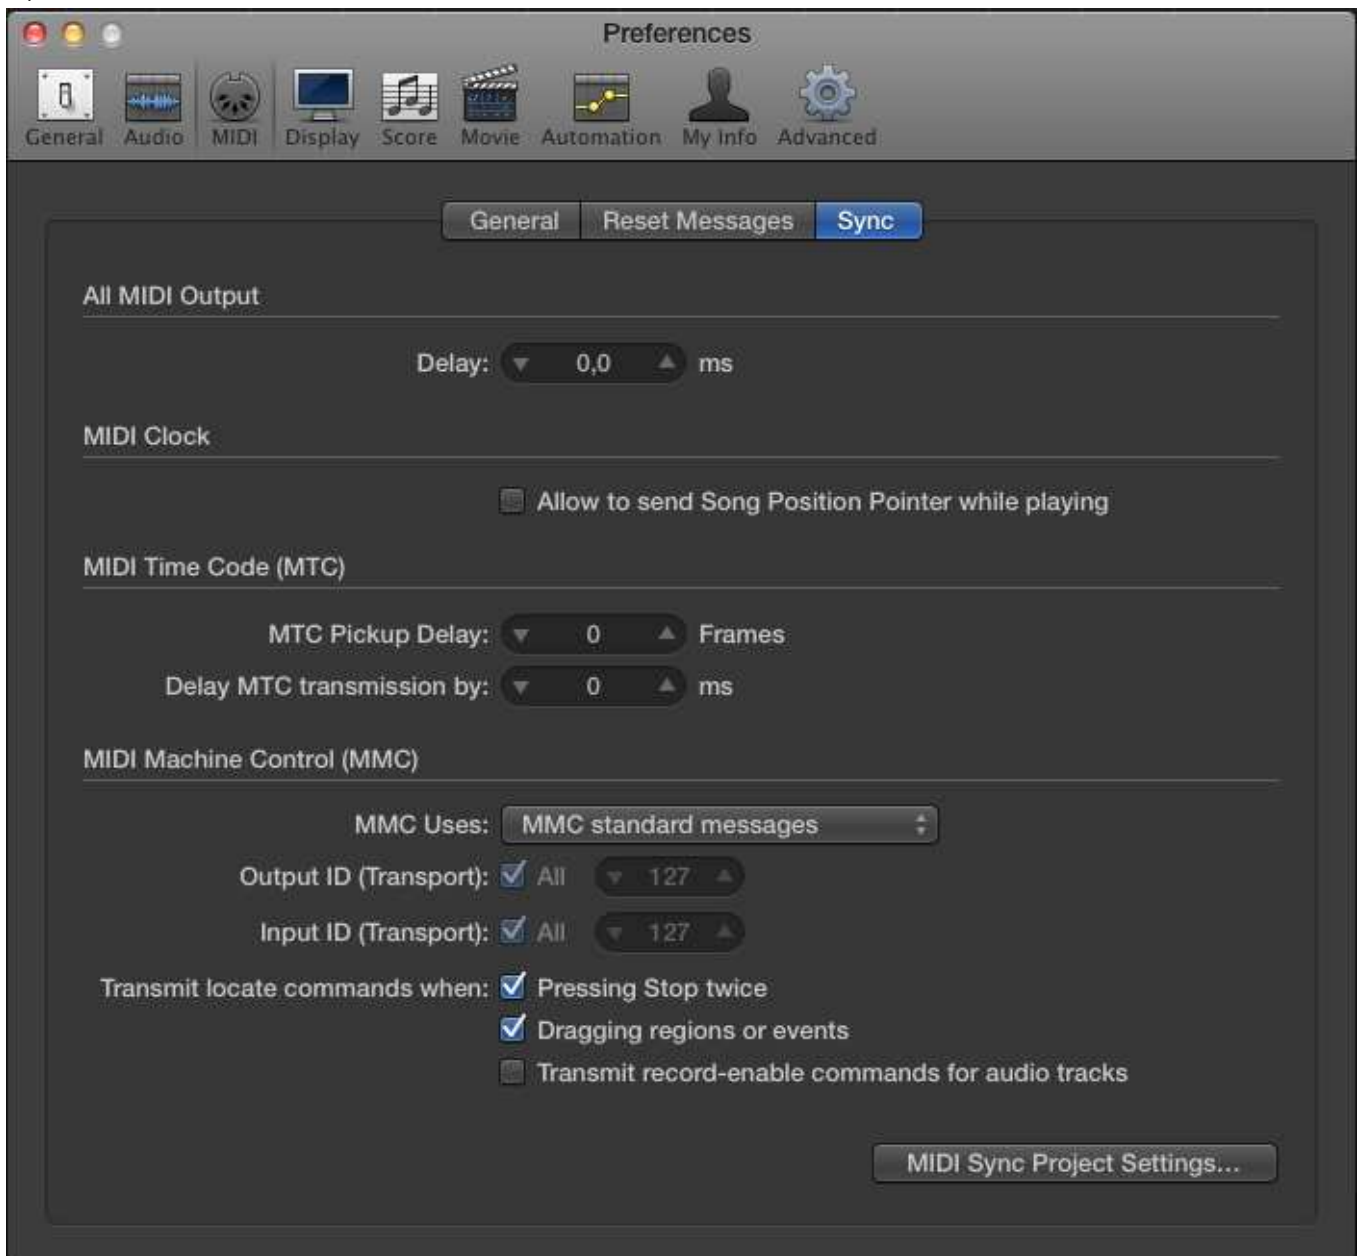 Preferences
General Audio MIDI Display Score Movie Automation My Info Advanced
General Reset Messages Sync
All MIDI Output
Delay: 0,0 ms
MIDI Clock
Allow to send Song Position Pointer while playing
MIDI Time Code (MTC)
MTC Pickup Delay: 0 Frames
Delay MTC transmission by: 0 ms
MIDI Machine Control (MMC)
MMC Uses: MMC standard messages
Output ID (Transport): All 127
Input ID (Transport): All 127
Transmit locate commands when: Pressing Stop twice
Dragging regions or events
Transmit record-enable commands for audio tracks
MIDI Sync Project Settings...